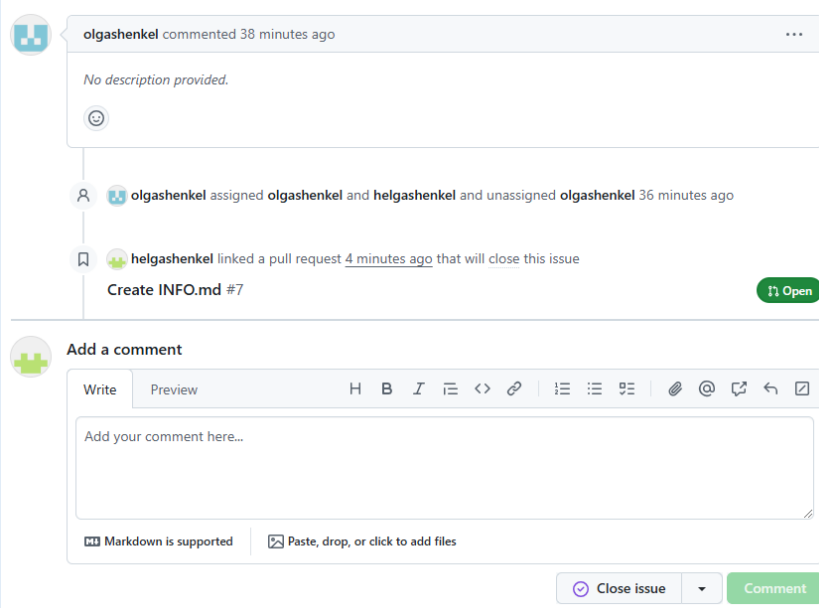 olgashenkel commented 38 minutes ago
No description provided.
olgashenkel assigned olgashenkel and helgashenkel and unassigned olgashenkel 36 minutes ago
helgashenkel linked a pull request 4 minutes ago that will close this issue
Create INFO.md #7
Open
Add a comment
Write Preview
Add your comment here...
Markdown is supported
Paste, drop, or click to add files
Close issue
Comment